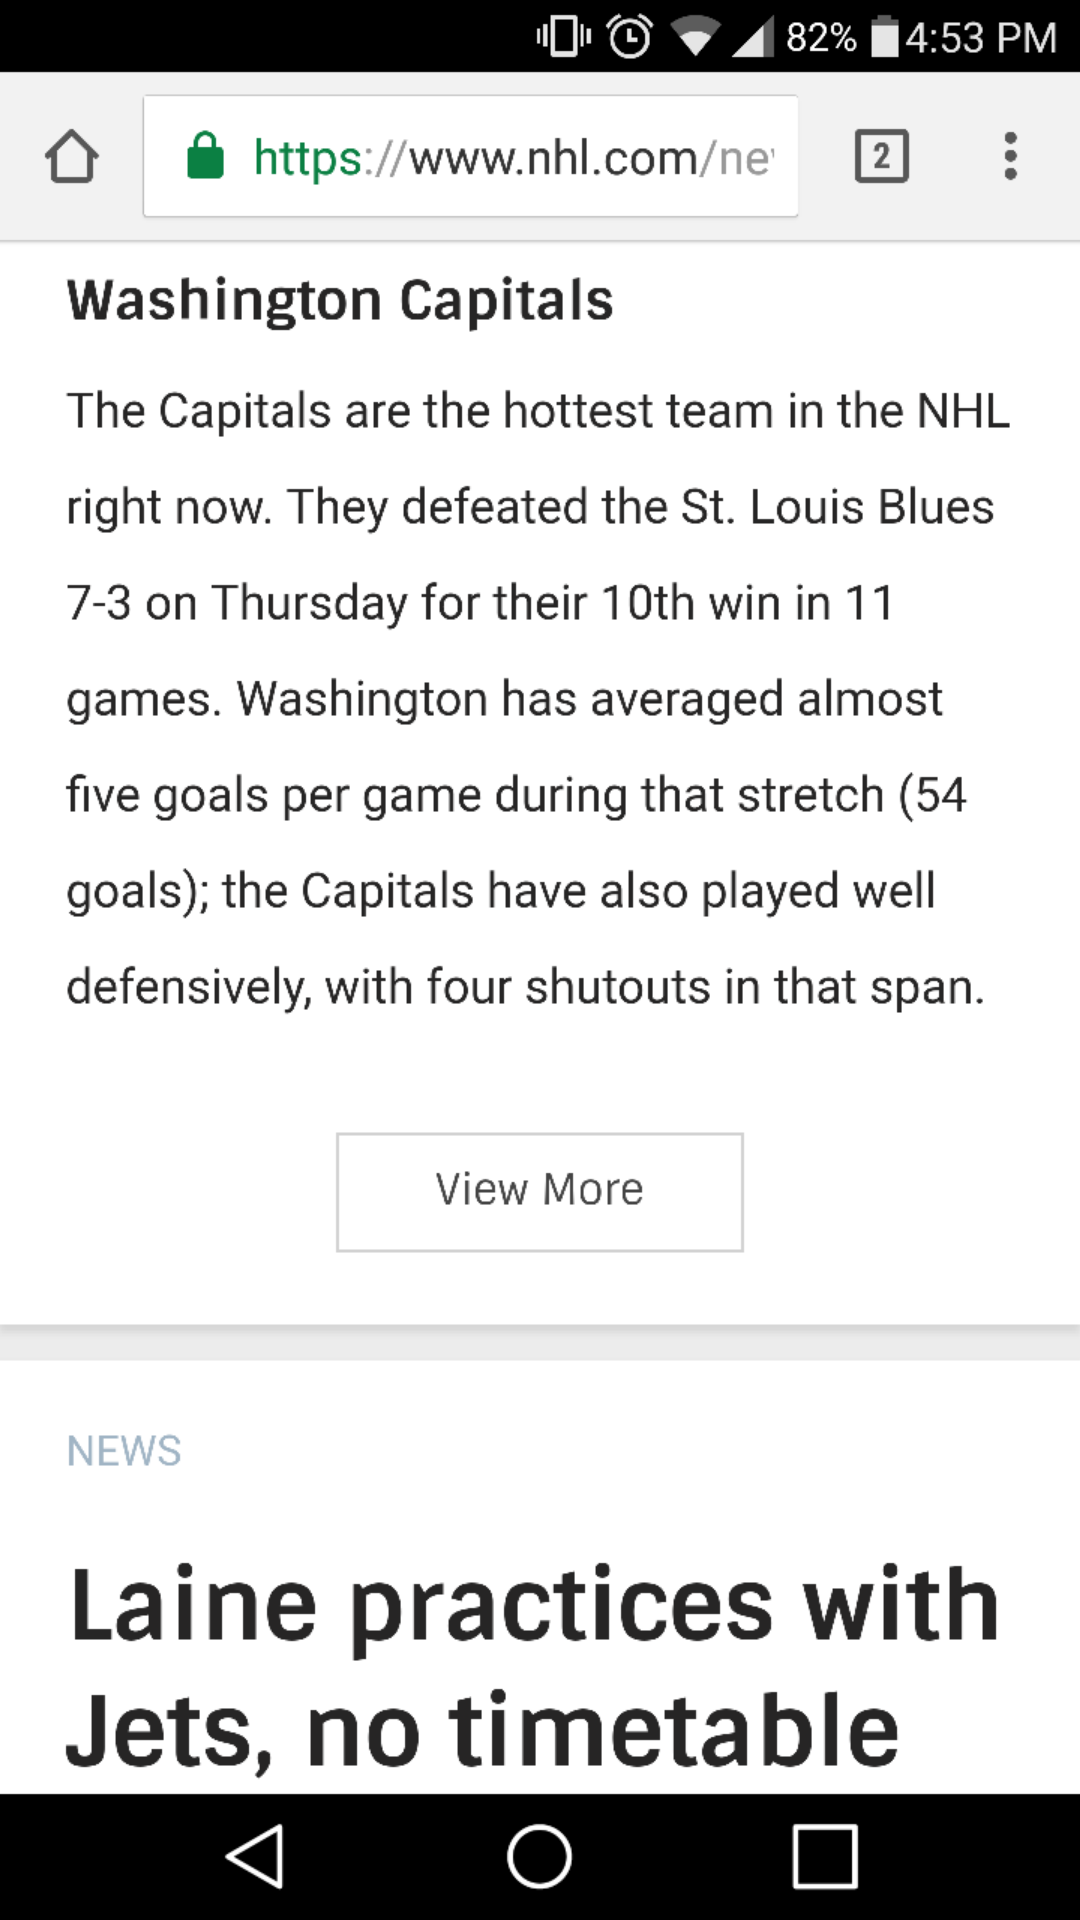 82% 4:53 PM
https://www.nhl.com/ne
2
Washington Capitals
The Capitals are the hottest team in the NHL
right now. They defeated the St. Louis Blues
7-3 on Thursday for their 10th win in 11
games. Washington has averaged almost
five goals per game during that stretch (54
goals); the Capitals have also played well
defensively, with four shutouts in that span.
View More
NEWS
Laine practices with
Jets, no timetable